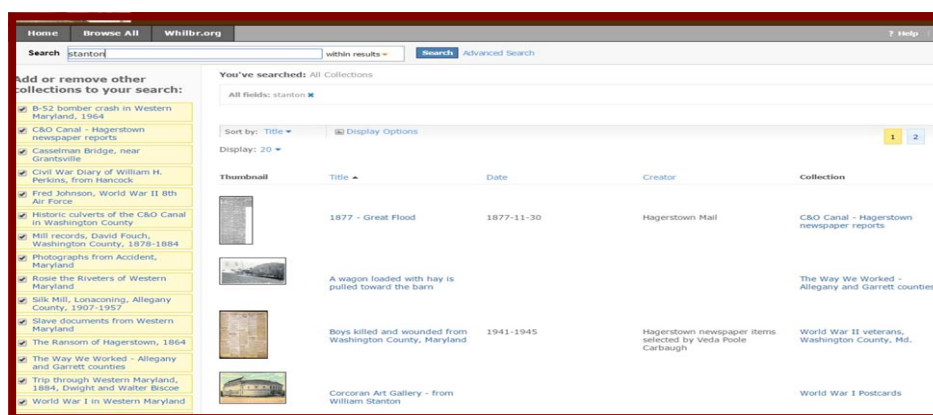 Home Browse All Whilbr.org ? Help
Search stanton within results Search Advanced Search
Add or remove other
collections to your search:
B-52 bomber crash in Western
Maryland, 1964
C&O Canal - Hagerstown
newspaper reports
Casselman Bridge, near
Grantsville
Civil War Diary of William H.
Perkins, from Hancock
Fred Johnson, World War II 8th
Air Force
Historic culverts of the C&O Canal
in Washington County
Mill records, David Fouch,
Washington County, 1878-1884
Photographs from Accident,
Maryland
Rosie the Riveters of Western
Maryland
Silk Mill, Lonaconing, Allegany
County, 1907-1957
Slave documents from Western
Maryland
The Ransom of Hagerstown, 1864
The Way We Worked - Allegany
and Garrett counties
Trip through Western Maryland,
1884, Dwight and Walter Biscoe
World War I in Western Maryland
You've searched: All Collections
All fields: stanton
Sort by: Title Display Options 1 2
Display: 20
Thumbnail Title Date Creator Collection
1877 - Great Flood 1877-11-30 Hagerstown Mail C&O Canal - Hagerstown
newspaper reports
A wagon loaded with hay is
pulled toward the barn
The Way We Worked -
Allegany and Garrett counties
Boys killed and wounded from
Washington County, Maryland
1941-1945
Hagerstown newspaper items
selected by Veda Poole
Carbaugh
World War II veterans,
Washington County, Md.
Corcoran Art Gallery - from
William Stanton
World War I Postcards